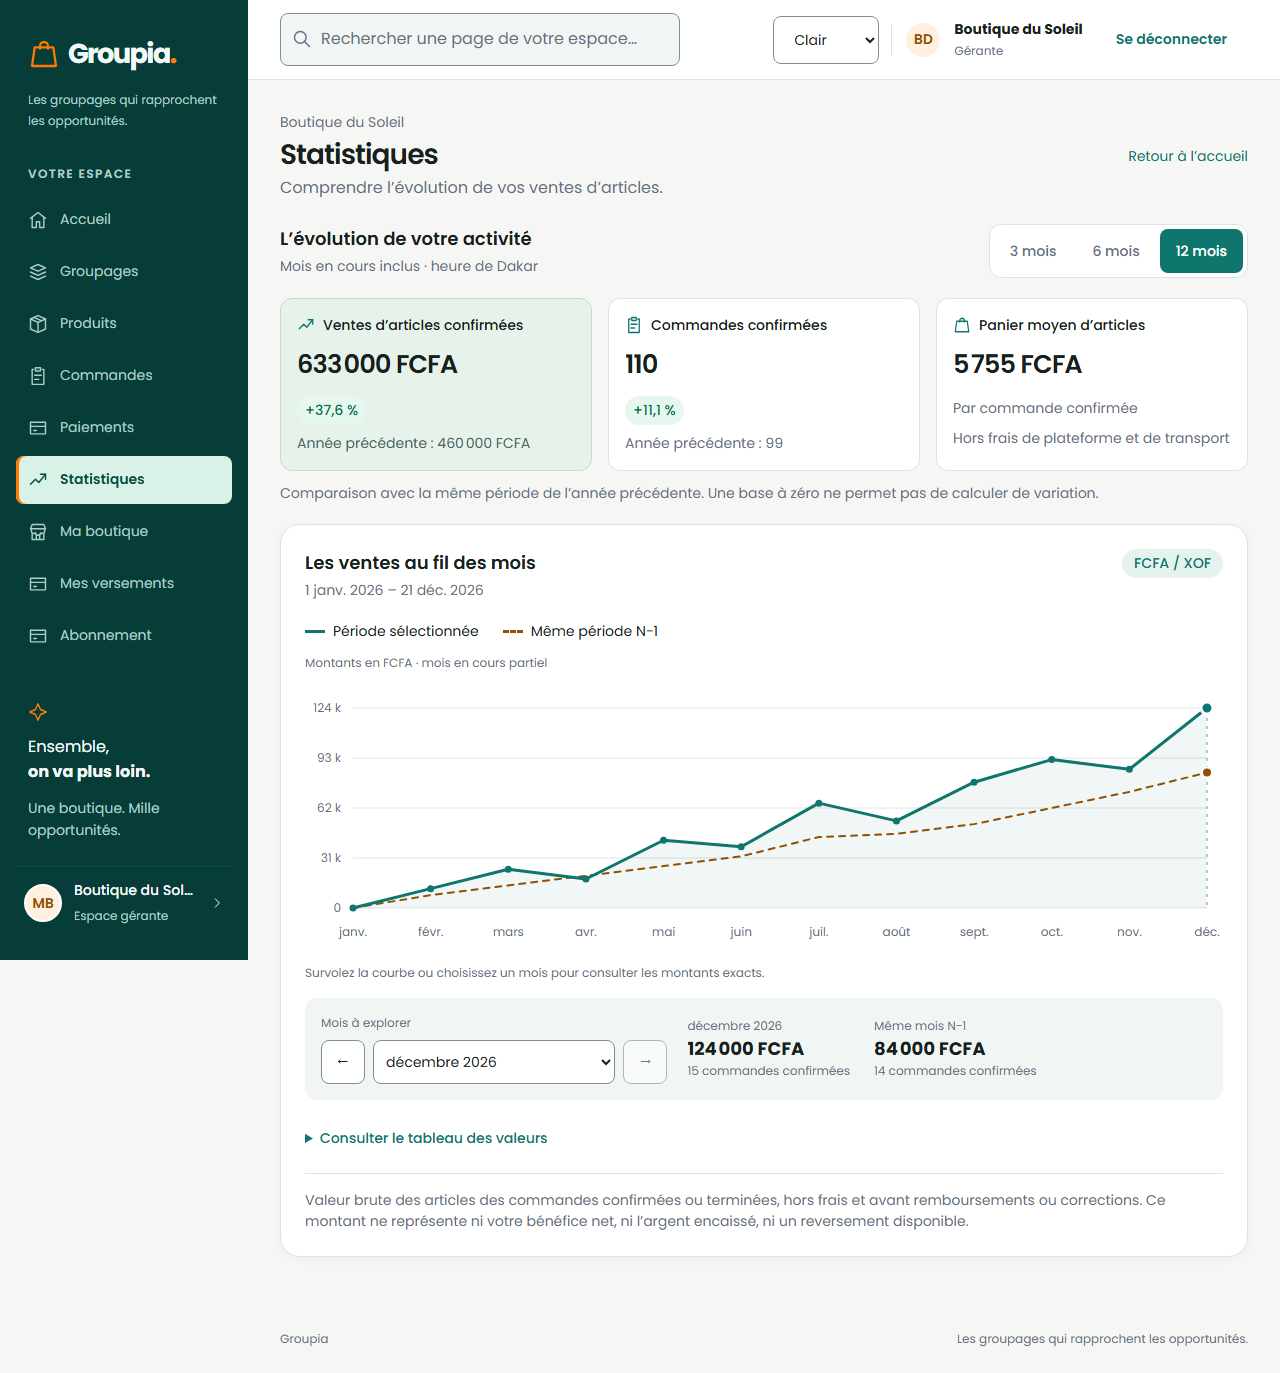 Groupia.
Les groupages qui rapprochent
les opportunités.
VOTRE ESPACE
Accueil
Groupages
Produits
Commandes
Paiements
Statistiques
Ma boutique
Mes versements
Abonnement
Ensemble,
on va plus loin.
Une boutique. Mille
opportunités.
MB
Boutique du Sol...
Espace gérante
Rechercher une page de votre espace...
Clair
BD
Boutique du Soleil
Gérante
Se déconnecter
Boutique du Soleil
Statistiques
Retour à l’accueil
Comprendre l’évolution de vos ventes d’articles.
L’évolution de votre activité
Mois en cours inclus · heure de Dakar
3 mois
6 mois
12 mois
Ventes d’articles confirmées
633 000 FCFA
+37,6 %
Année précédente : 460 000 FCFA
Commandes confirmées
110
+11,1 %
Année précédente : 99
Panier moyen d’articles
5 755 FCFA
Par commande confirmée
Hors frais de plateforme et de transport
Comparaison avec la même période de l’année précédente. Une base à zéro ne permet pas de calculer de variation.
Les ventes au fil des mois
FCFA / XOF
1 janv. 2026 – 21 déc. 2026
Période sélectionnée
Même période N-1
Montants en FCFA · mois en cours partiel
124 k
93 k
62 k
31 k
0
janv.
févr.
mars
avr.
mai
juin
juil.
août
sept.
oct.
nov.
déc.
Survolez la courbe ou choisissez un mois pour consulter les montants exacts.
Mois à explorer
←
décembre 2026
→
décembre 2026
124 000 FCFA
15 commandes confirmées
Même mois N-1
84 000 FCFA
14 commandes confirmées
Consulter le tableau des valeurs
Valeur brute des articles des commandes confirmées ou terminées, hors frais et avant remboursements ou corrections. Ce
montant ne représente ni votre bénéfice net, ni l’argent encaissé, ni un reversement disponible.
Groupia
Les groupages qui rapprochent les opportunités.